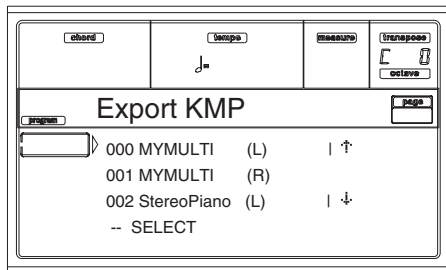 chord tempo measure transpose
♩=
C 0
octave
program Export KMP page
000 MYMULTI (L)
001 MYMULTI (R)
002 StereoPiano (L)
-- SELECT